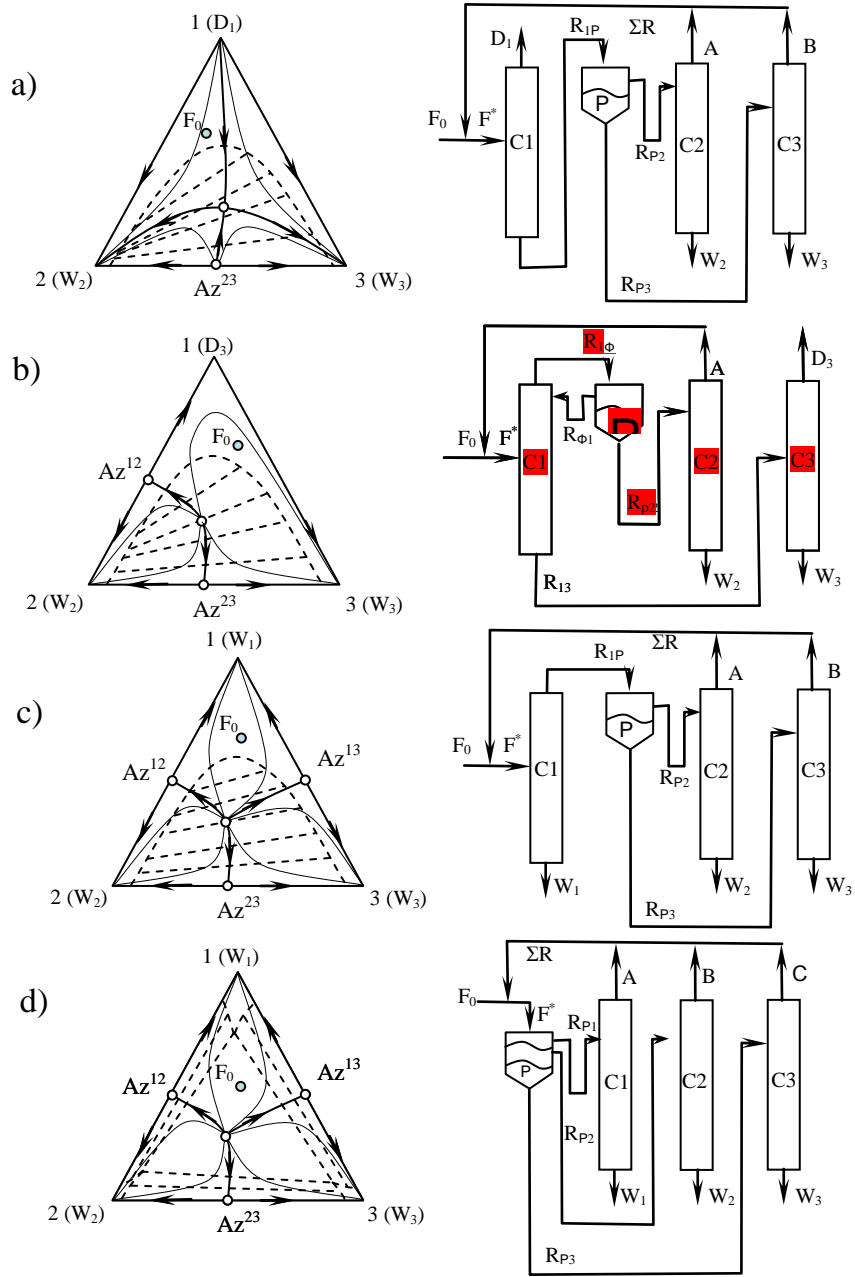 a)
1 (D₁)
F₀
2 (W₂)
Az²³
3 (W₃)
D₁
R₁P
ΣR
A
B
F₀
F*
C1
P
RP2
C2
C3
RP3
W₂
W₃
b)
1 (D₃)
F₀
Az¹²
2 (W₂)
Az²³
3 (W₃)
R₁Φ
A
D₃
F₀
F*
C1
RΦ1
C2
C3
R₁₃
W₂
W₃
c)
1 (W₁)
F₀
Az¹²
Az¹³
2 (W₂)
Az²³
3 (W₃)
R₁P
ΣR
A
B
F₀
F*
C1
P
RP2
C2
C3
W₁
RP3
W₂
W₃
d)
1 (W₁)
F₀
Az¹²
Az¹³
2 (W₂)
Az²³
3 (W₃)
ΣR
A
B
C
F₀
F*
RP1
P
C1
C2
C3
RP2
W₁
W₂
W₃
RP3